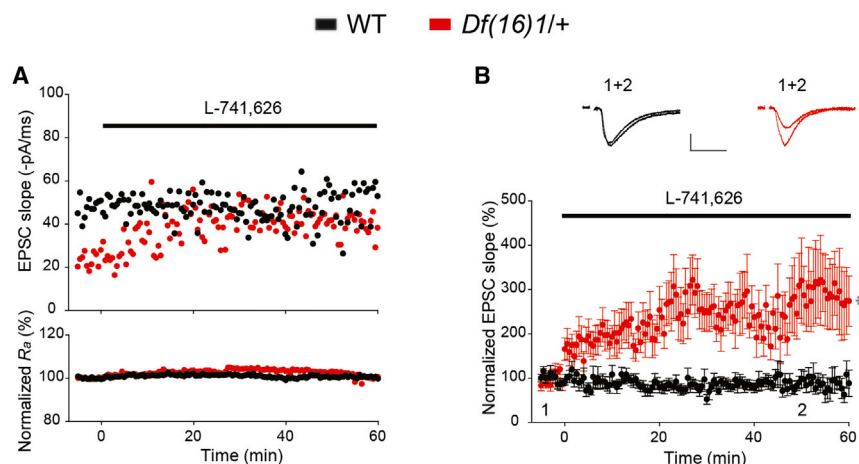 WT Df(16)1/+
A
L-741,626
EPSC slope (-pA/ms)
100
80
60
40
20
0
Normalized Ra (%)
120
100
80
0 20 40 60
Time (min)
B
1+2 1+2
L-741,626
Normalized EPSC slope (%)
500
400
300
200
100
0
*
1 2
0 20 40 60
Time (min)